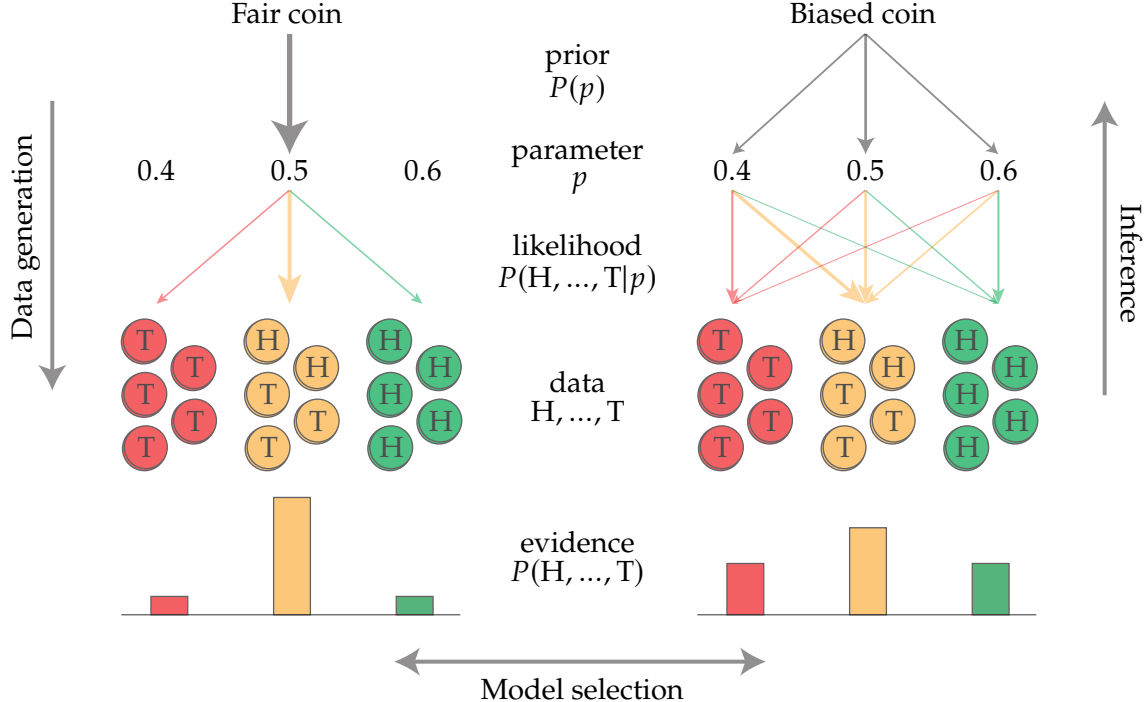 Fair coin
Biased coin
prior
P(p)
Data generation
Inference
0.4 0.5 0.6
parameter
p
0.4 0.5 0.6
likelihood
P(H, ..., T|p)
T H H
T H H
T T H
T T H
T T H
data
H, ..., T
T H H
T H H
T T H
T T H
T T H
evidence
P(H, ..., T)
Model selection